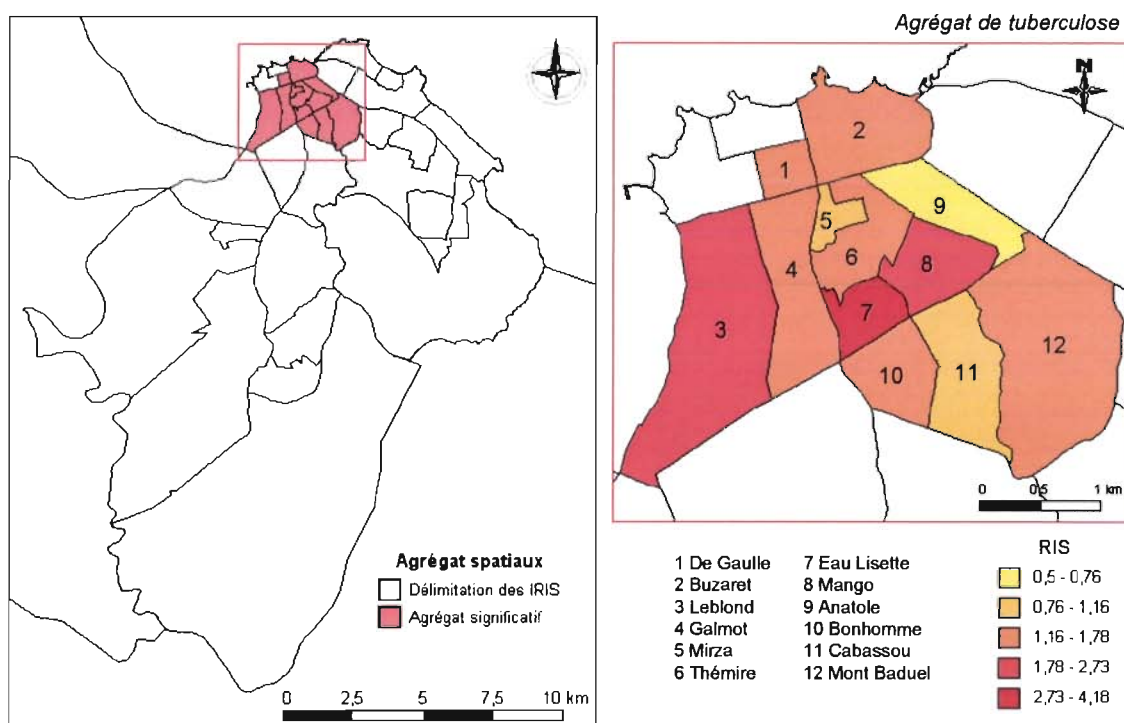 Agrégat de tuberculose
N
1
2
3
4
5
6
7
8
9
10
11
12
0 0,5 1 km
Agrégat spatiaux
Délimitation des IRIS
Agrégat significatif
0 2,5 5 7,5 10 km
1 De Gaulle
2 Buzaret
3 Leblond
4 Galmot
5 Mirza
6 Thémire
7 Eau Lisette
8 Mango
9 Anatole
10 Bonhomme
11 Cabassou
12 Mont Baduel
RIS
0,5 - 0,76
0,76 - 1,16
1,16 - 1,78
1,78 - 2,73
2,73 - 4,18